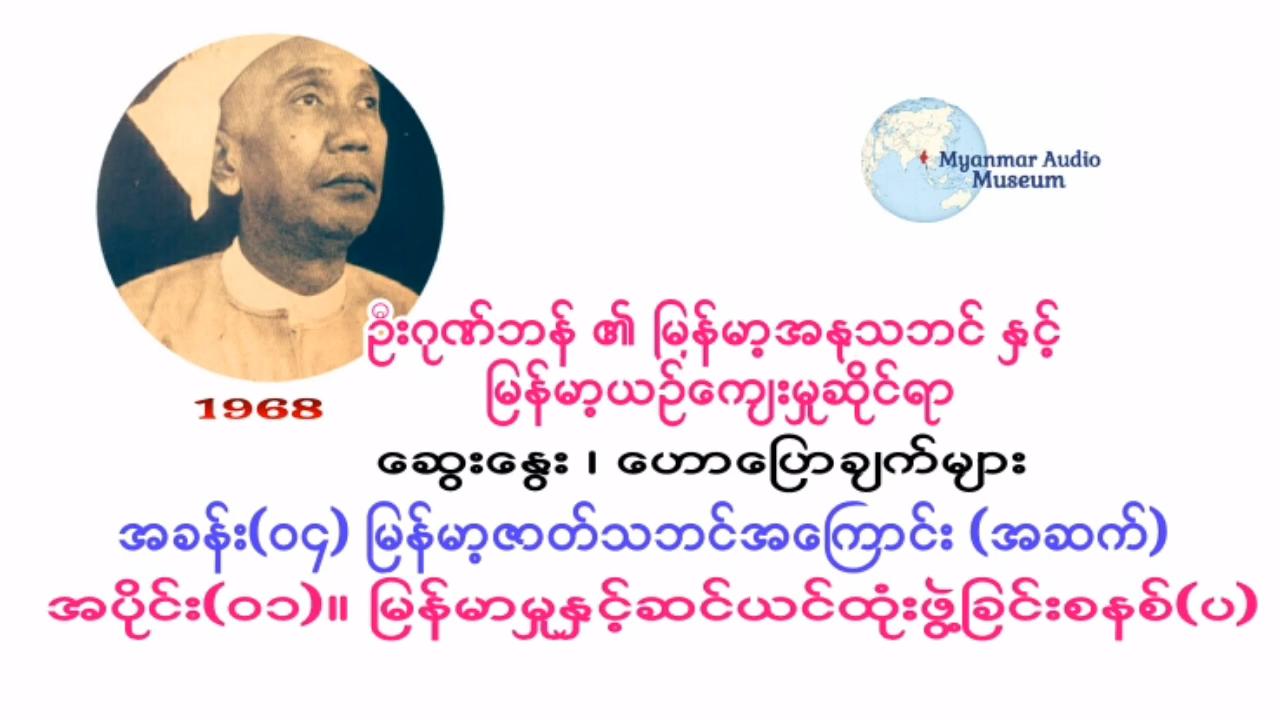 Myanmar Audio
Museum
ဦးဂုဏ်ဘန် ၏ မြန်မာ့အနုသဘင် နှင့်
မြန်မာ့ယဉ်ကျေးမှုဆိုင်ရာ
1968
ဆွေးနွေး ၊ ဟောပြောချက်များ
အခန်း(၀၄) မြန်မာ့ဇာတ်သဘင်အကြောင်း (အဆက်)
အပိုင်း(၀၁)။ မြန်မာမှုနှင့်ဆင်ယင်ထုံးဖွဲ့ခြင်းစနစ်(ပ)